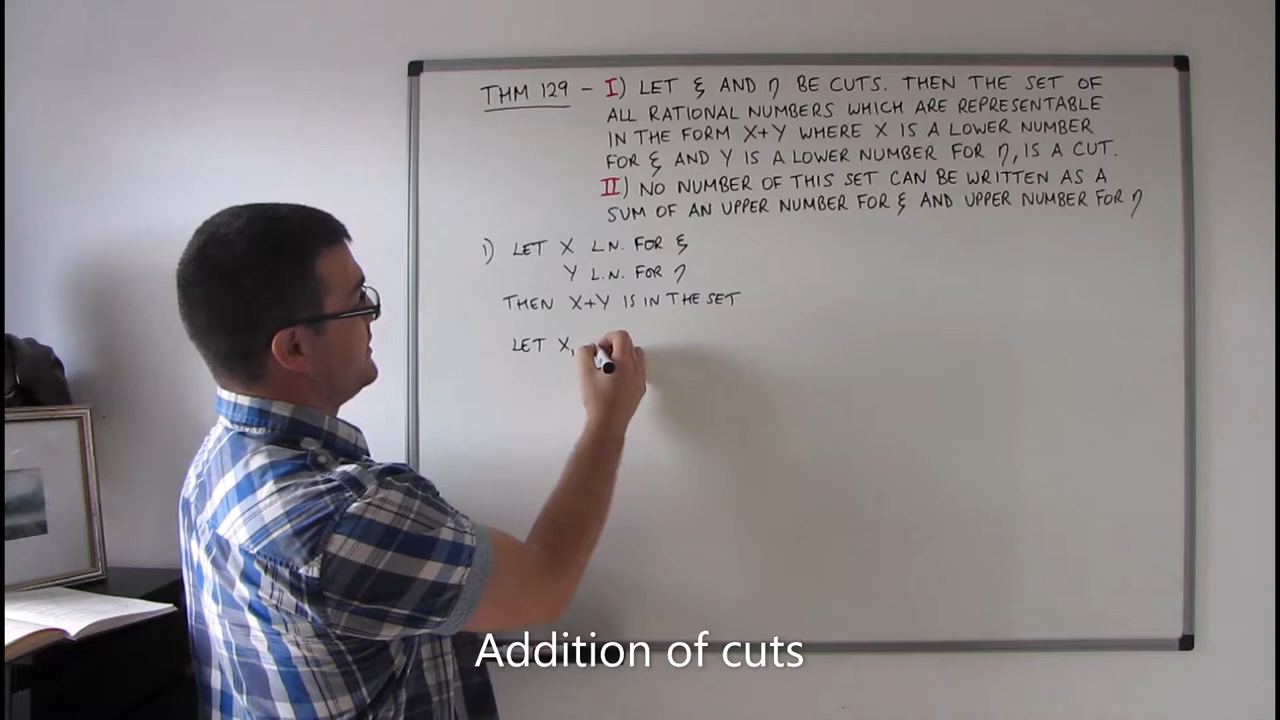 THM 129 - I) LET ξ AND η BE CUTS. THEN THE SET OF
ALL RATIONAL NUMBERS WHICH ARE REPRESENTABLE
IN THE FORM X+Y WHERE X IS A LOWER NUMBER
FOR ξ AND Y IS A LOWER NUMBER FOR η, IS A CUT.
II) NO NUMBER OF THIS SET CAN BE WRITTEN AS A
SUM OF AN UPPER NUMBER FOR ξ AND UPPER NUMBER FOR η
1) LET X L.N. FOR ξ
Y L.N. FOR η
THEN X+Y IS IN THE SET
LET X,
Addition of cuts